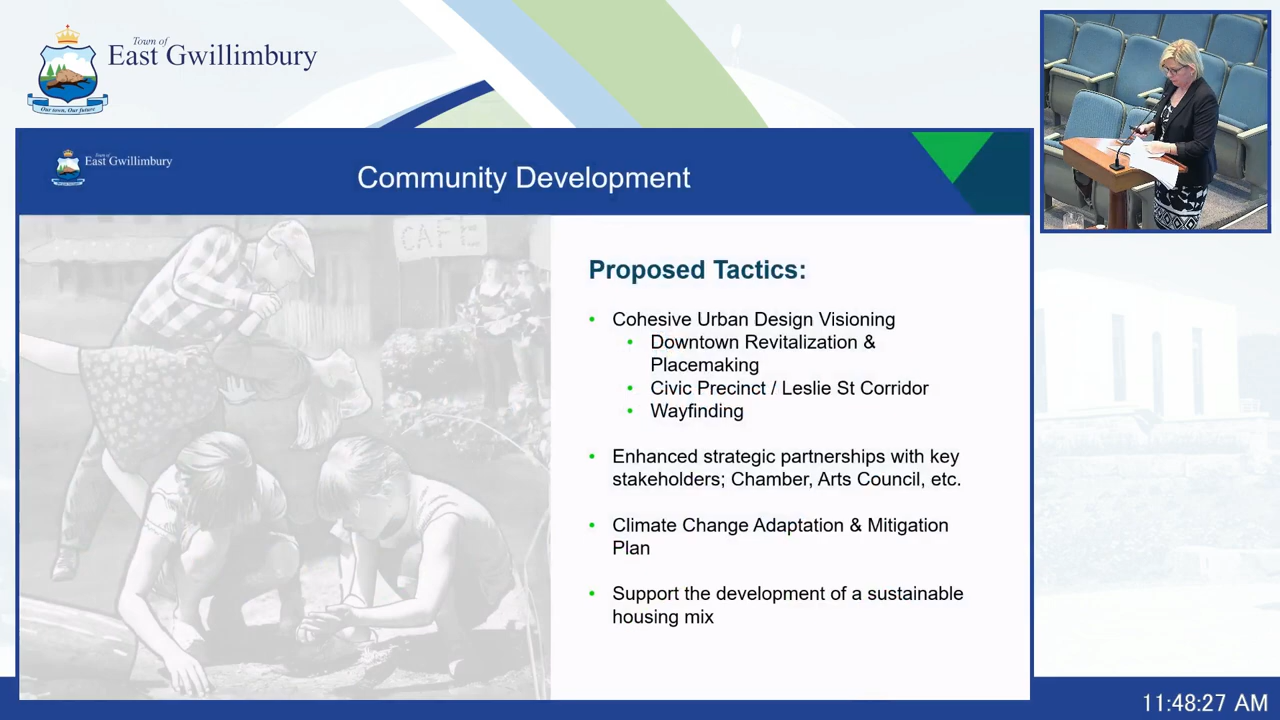 Town of
East Gwillimbury
Our town, Our future
Town of
East Gwillimbury
Community Development
CAFE
Proposed Tactics:
• Cohesive Urban Design Visioning
• Downtown Revitalization &
Placemaking
• Civic Precinct / Leslie St Corridor
• Wayfinding
• Enhanced strategic partnerships with key
stakeholders; Chamber, Arts Council, etc.
• Climate Change Adaptation & Mitigation
Plan
• Support the development of a sustainable
housing mix
11:48:27 AM